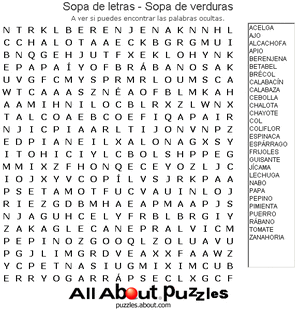 Sopa de letras - Sopa de verduras
A ver si puedes encontrar las palabras ocultas.
N T R K L B E R E N J E N A K N N H L
C C H A L O T A A E C K B G R G M U I
B N Q G E H J U T F X E K L O H Y N K
E P A P A Í Y O F B R Á B A N O S A K
U V G F C M Y S P R M R L O U M S C A
W T C A A A S Z N É A O F B L M K A H
A A M I H N I L O C B L R X Z L W N X
T A L C O A E B O E F I Q A P A I R
N J I C P I A A R L T I J O N V N P Z
E D P I A N E I L X A L O N A G X S Y
I T O H I C I Y L C B O L S H P P E G
M M I X Z F H O N Q E C E Y O Z L J C
I O J X Y V C O P Í L V S J R K P A A
P S E T A M O T F U C V A U I N L O J
R I E Z G D B M H A E A P M A O J S P
N J A G U H C E L Y F R B L B R G I Y
Z A K A G L E C A N E P R A L M U U O
P E P I N O Z G O O Q L Z O L U A V U
P G L J M R D V E A X X F A A W Z
Y C P E T N A S I U G M I X I M C U B
E R R Y O G A R R Á P S E C L X G C F
ACELGA
AJO
ALCACHOFA
APIO
BERENJENA
BETABEL
BRÉCOL
CALABACÍN
CALABAZA
CEBOLLA
CHALOTA
CHAYOTE
COL
COLIFLOR
ESPINACA
ESPÁRRAGO
FRIJOLES
GUISANTE
JÍCAMA
LECHUGA
NABO
PAPA
PEPINO
PIMIENTA
PUERRO
RÁBANO
TOMATE
ZANAHORIA
All About Puzzles
puzzles.about.com